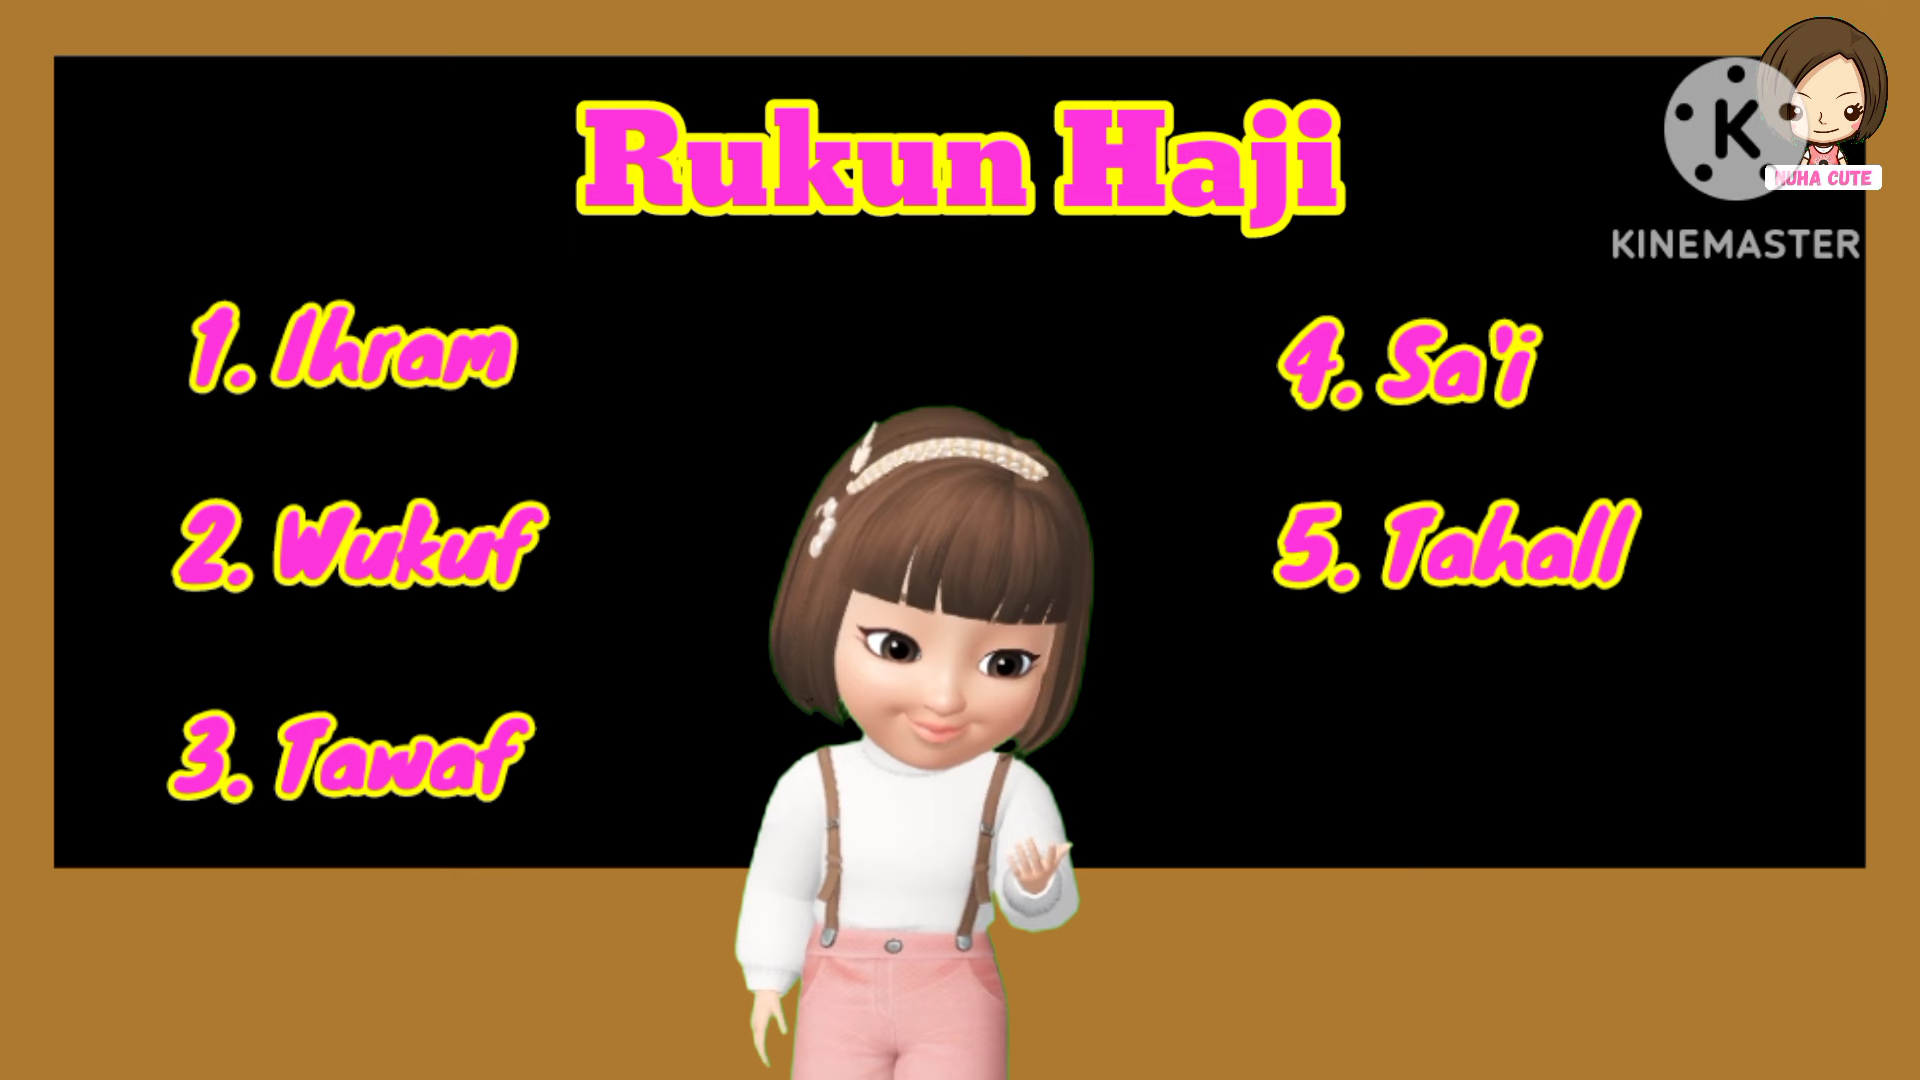 Rukun Haji
1. Ihram
2. Wukuf
3. Tawaf
4. Sa'i
5. Tahall
K
NUHA CUTE
KINEMASTER